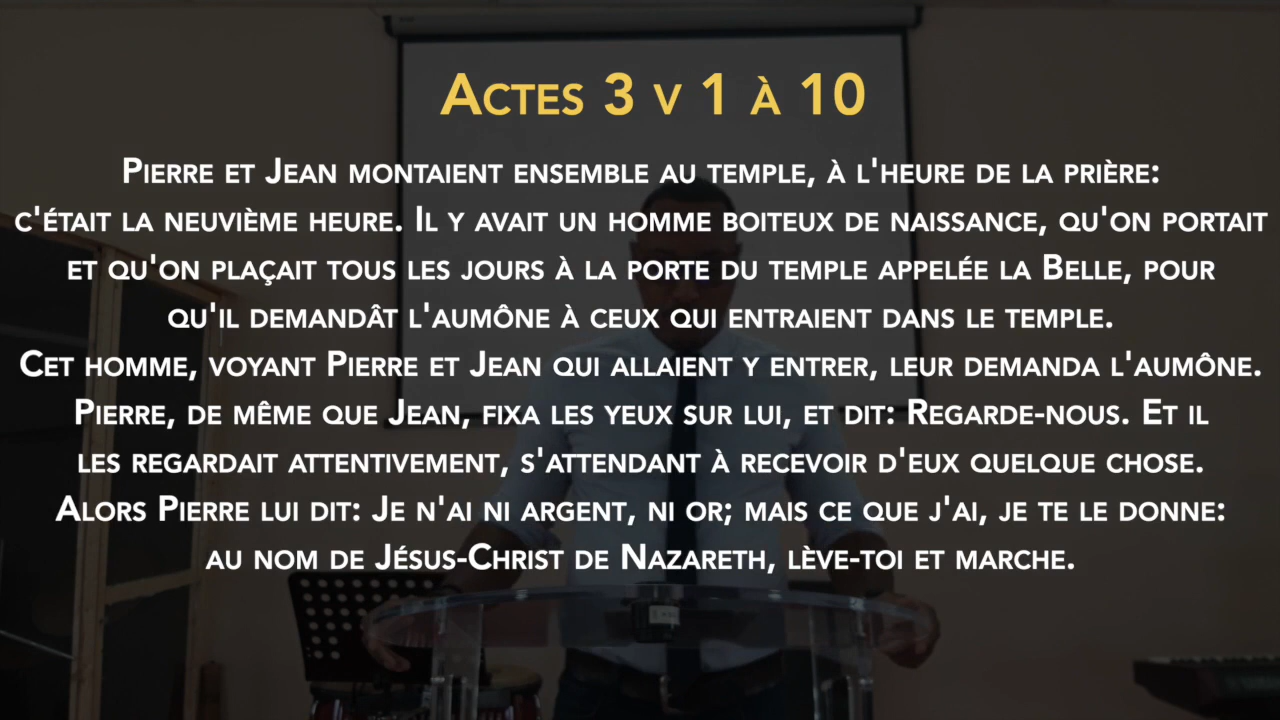 Actes 3 v 1 à 10
Pierre et Jean montaient ensemble au temple, à l'heure de la prière:
c'était la neuvième heure. Il y avait un homme boiteux de naissance, qu'on portait
et qu'on plaçait tous les jours à la porte du temple appelée la Belle, pour
qu'il demandât l'aumône à ceux qui entraient dans le temple.
Cet homme, voyant Pierre et Jean qui allaient y entrer, leur demanda l'aumône.
Pierre, de même que Jean, fixa les yeux sur lui, et dit: Regarde-nous. Et il
les regardait attentivement, s'attendant à recevoir d'eux quelque chose.
Alors Pierre lui dit: Je n'ai ni argent, ni or; mais ce que j'ai, je te le donne:
au nom de Jésus-Christ de Nazareth, lève-toi et marche.